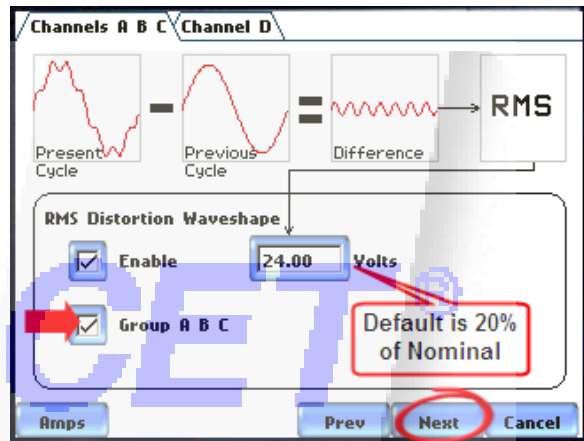 Channels A B C Channel D
Present Cycle
Previous Cycle
Difference
RMS
RMS Distortion Waveshape
Enable 24.00 Volts
Group A B C
Default is 20%
of Nominal
CET®
Amps Prev Next Cancel